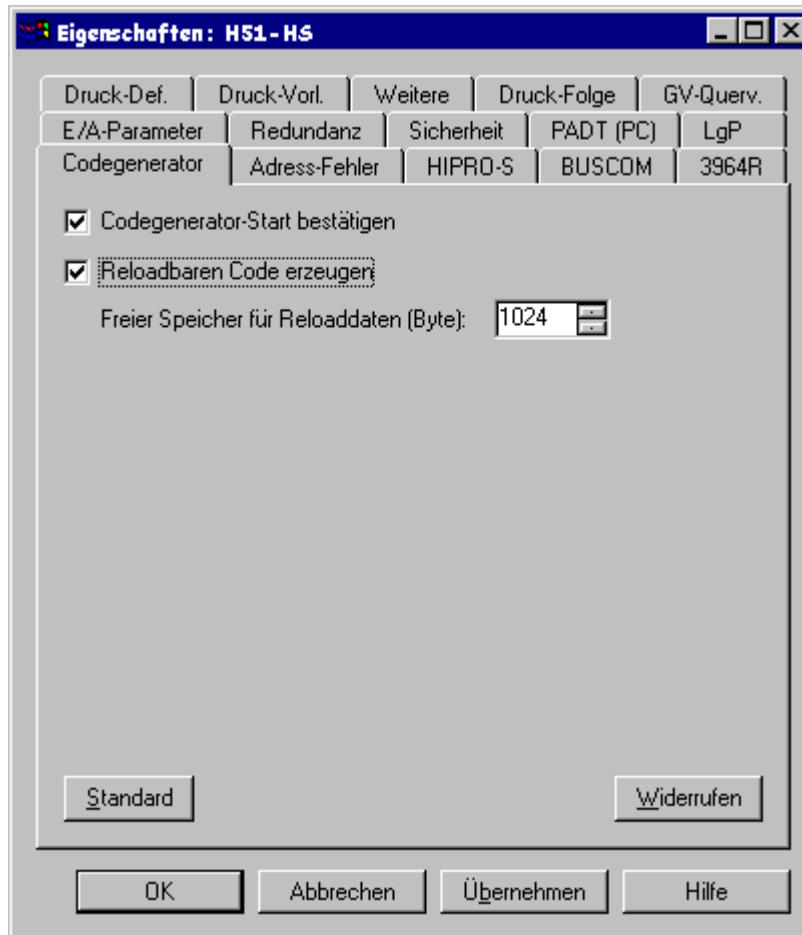 Eigenschaften: HS1-HS
Druck-Def. Druck-Vorl. Weitere Druck-Folge GV-Querv.
E/A-Parameter Redundanz Sicherheit PADT (PC) LgP
Codegenerator Adress-Fehler HIPRO-S BUSCOM 3964R
Codegenerator-Start bestätigen
Reloadbaren Code erzeugen
Freier Speicher für Reloaddaten (Byte): 1024
Standard Widerrufen
OK Abbrechen Übernehmen Hilfe